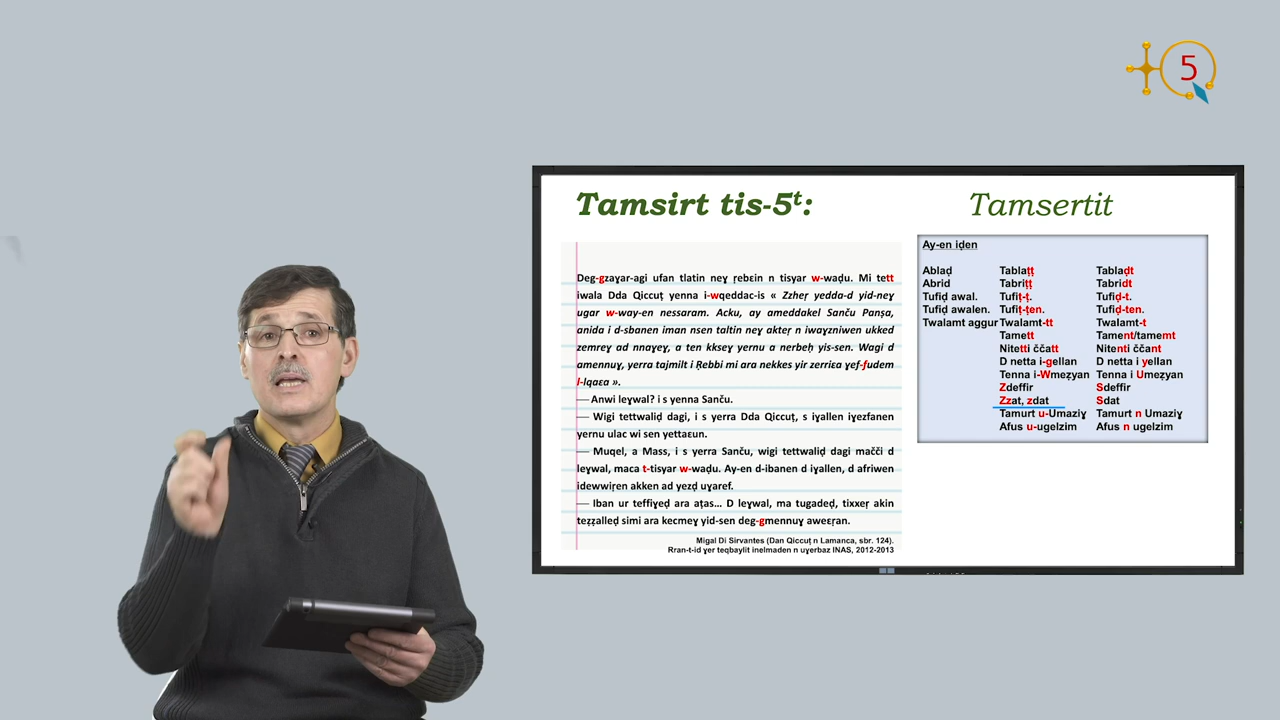 5
Tamsirt tis-5ᵗ:
Tamsertit
Deg-gzaɣar-agi ufan tlatin neɣ ṛebɛin n tisyar w-waḍu. Mi tett
iwala Dda Qiccuṭ yenna i-wqeddac-is « Zzheṛ yedda-d yid-neɣ
ugar w-way-en nessaram. Acku, ay ameddakel Sanču Panṣa,
anida i d-sbanen iman nsen taltin neɣ akteṛ n iwaɣzniwen ukked
zemreɣ ad nnaɣeɣ, a ten kkseɣ yernu a nerbeḥ yis-sen. Wagi d
amennuɣ, yerra tajmilt i Ṛebbi mi ara nekkes yir zerriɛa ɣef-fudem
l-lqaɛa ».
— Anwi leɣwal? i s yenna Sanču.
— Wigi tettwaliḍ dagi, i s yerra Dda Qiccuṭ, s iɣallen iɣezfanen
yernu ulac wi sen yettaɛun.
— Muqel, a Mass, i s yerra Sanču, wigi tettwaliḍ dagi mačči d
leɣwal, maca t-tisyar w-waḍu. Ay-en d-ibanen d iɣallen, d afriwen
idewwiṛen akken ad yezḍ uɣaref.
— Iban ur teffiɣeḍ ara aṭas... D leɣwal, ma tugadeḍ, tixxeṛ akin
teẓẓalleḍ simi ara kecmeɣ yid-sen deg-gmennuɣ aweɛṛan.
Migal Di Sirvantes (Dan Qiccuṭ n Lamanca, sbr. 124).
Rran-t-id ɣer teqbaylit inelmaden n uɣerbaz INAS, 2012-2013
Ay-en iḍen
Ablaḍ Tablaṭṭ Tablaḍt
Abrid Tabriṭṭ Tabridt
Tufiḍ awal. Tufiṭ-ṭ. Tufiḍ-t.
Tufiḍ awalen. Tufiṭ-ṭen. Tufiḍ-ten.
Twalamt aggur Twalamt-tt Twalamt-t
Tamett Tament/tamemt
Nitetti ččatt Nitenti ččant
D netta i-gellan D netta i yellan
Tenna i-Wmeẓyan Tenna i Umeẓyan
Zdeffir Sdeffir
Zzat, zdat Sdat
Tamurt u-Umaziɣ Tamurt n Umaziɣ
Afus u-ugelzim Afus n ugelzim